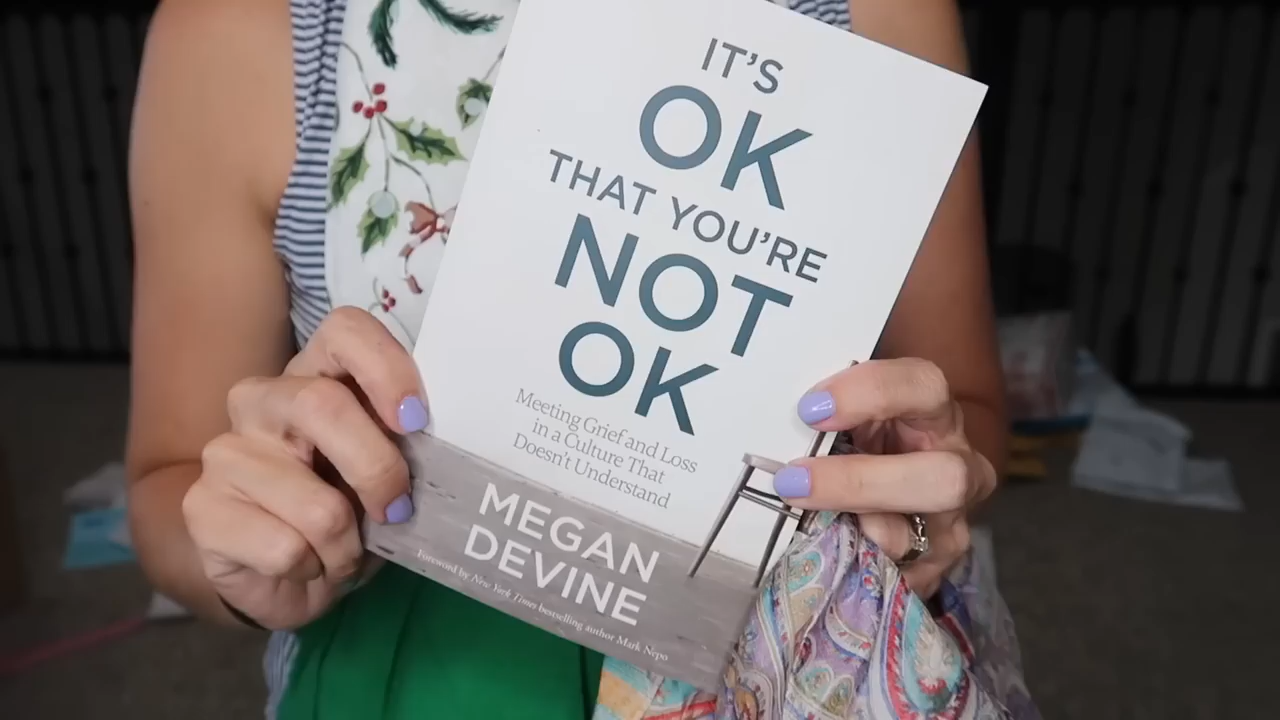 IT'S
OK
THAT YOU'RE
NOT
OK
Meeting Grief and Loss
in a Culture That
Doesn't Understand
MEGAN
DEVINE
Foreword by New York Times bestselling author Mark Nepo